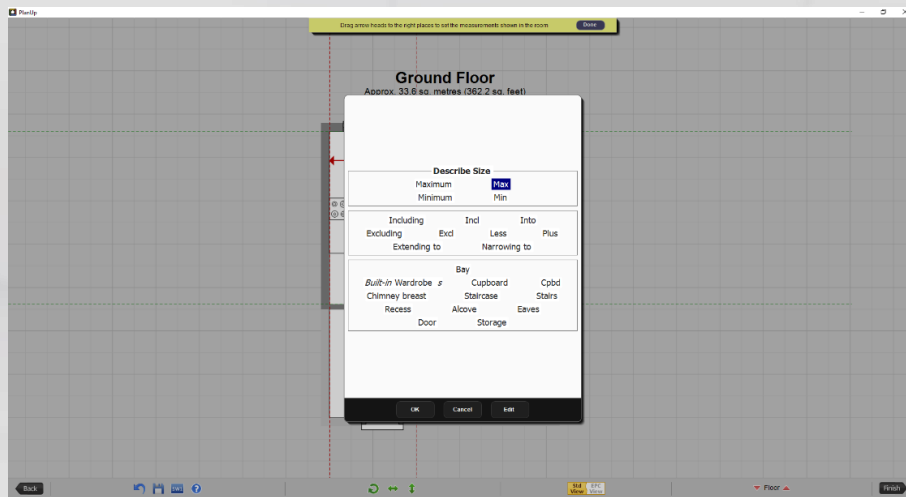 PlanUp
Drag arrow-heads to the right places to set the measurements shown in the room Done
Ground Floor
Approx. 33.6 sq. metres (362.2 sq. feet)
Describe Size
Maximum Max
Minimum Min
Including Incl Into
Excluding Excl Less Plus
Extending to Narrowing to
Bay
Built-in Wardrobe s Cupboard Cpbd
Chimney breast Staircase Stairs
Recess Alcove Eaves
Door Storage
OK Cancel Edit
Back ? Std View EPC View Floor Finish